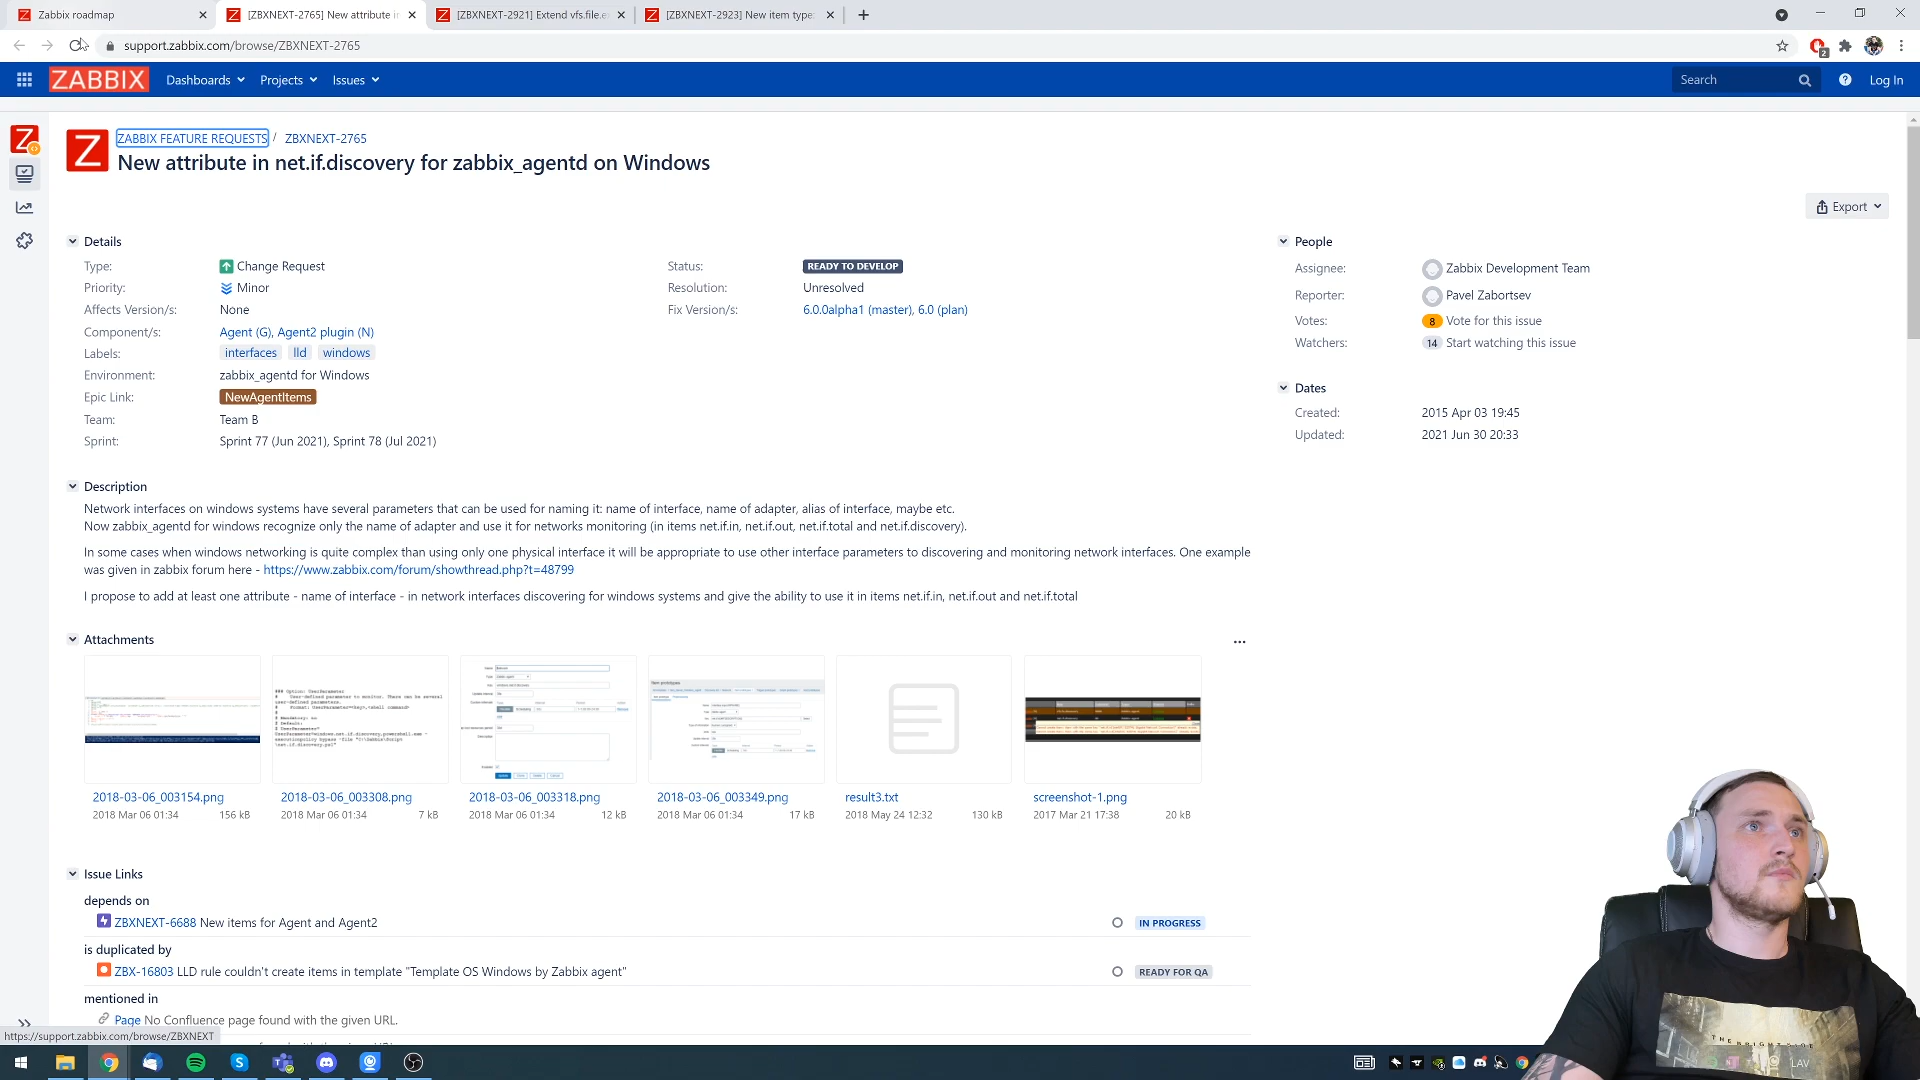 Zabbix roadmap
[ZBXNEXT-2765] New attribute in
[ZBXNEXT-2921] Extend vfs.file.e
[ZBXNEXT-2923] New item type
support.zabbix.com/browse/ZBXNEXT-2765
2
ZABBIX
Dashboards
Projects
Issues
Search
Log In
ZABBIX FEATURE REQUESTS / ZBXNEXT-2765
New attribute in net.if.discovery for zabbix_agentd on Windows
Export
Details
Type: Change Request
Priority: Minor
Affects Version/s: None
Component/s: Agent (G), Agent2 plugin (N)
Labels: interfaces lld windows
Environment: zabbix_agentd for Windows
Epic Link: NewAgentItems
Team: Team B
Sprint: Sprint 77 (Jun 2021), Sprint 78 (Jul 2021)
Status: READY TO DEVELOP
Resolution: Unresolved
Fix Version/s: 6.0.0alpha1 (master), 6.0 (plan)
People
Assignee: Zabbix Development Team
Reporter: Pavel Zabortsev
Votes: 8 Vote for this issue
Watchers: 14 Start watching this issue
Dates
Created: 2015 Apr 03 19:45
Updated: 2021 Jun 30 20:33
Description
Network interfaces on windows systems have several parameters that can be used for naming it: name of interface, name of adapter, alias of interface, maybe etc.
Now zabbix_agentd for windows recognize only the name of adapter and use it for networks monitoring (in items net.if.in, net.if.out, net.if.total and net.if.discovery).
In some cases when windows networking is quite complex than using only one physical interface it will be appropriate to use other interface parameters to discovering and monitoring network interfaces. One example
was given in zabbix forum here - https://www.zabbix.com/forum/showthread.php?t=48799
I propose to add at least one attribute - name of interface - in network interfaces discovering for windows systems and give the ability to use it in items net.if.in, net.if.out and net.if.total
Attachments
2018-03-06_003154.png
2018 Mar 06 01:34 156 kB
2018-03-06_003308.png
2018 Mar 06 01:34 7 kB
2018-03-06_003318.png
2018 Mar 06 01:34 12 kB
2018-03-06_003349.png
2018 Mar 06 01:34 17 kB
result3.txt
2018 May 24 12:32 130 kB
screenshot-1.png
2017 Mar 21 17:38 20 kB
Issue Links
depends on
ZBXNEXT-6688 New items for Agent and Agent2
IN PROGRESS
is duplicated by
ZBX-16803 LLD rule couldn't create items in template "Template OS Windows by Zabbix agent"
READY FOR QA
mentioned in
Page No Confluence page found with the given URL.
https://support.zabbix.com/browse/ZBXNEXT
LAV